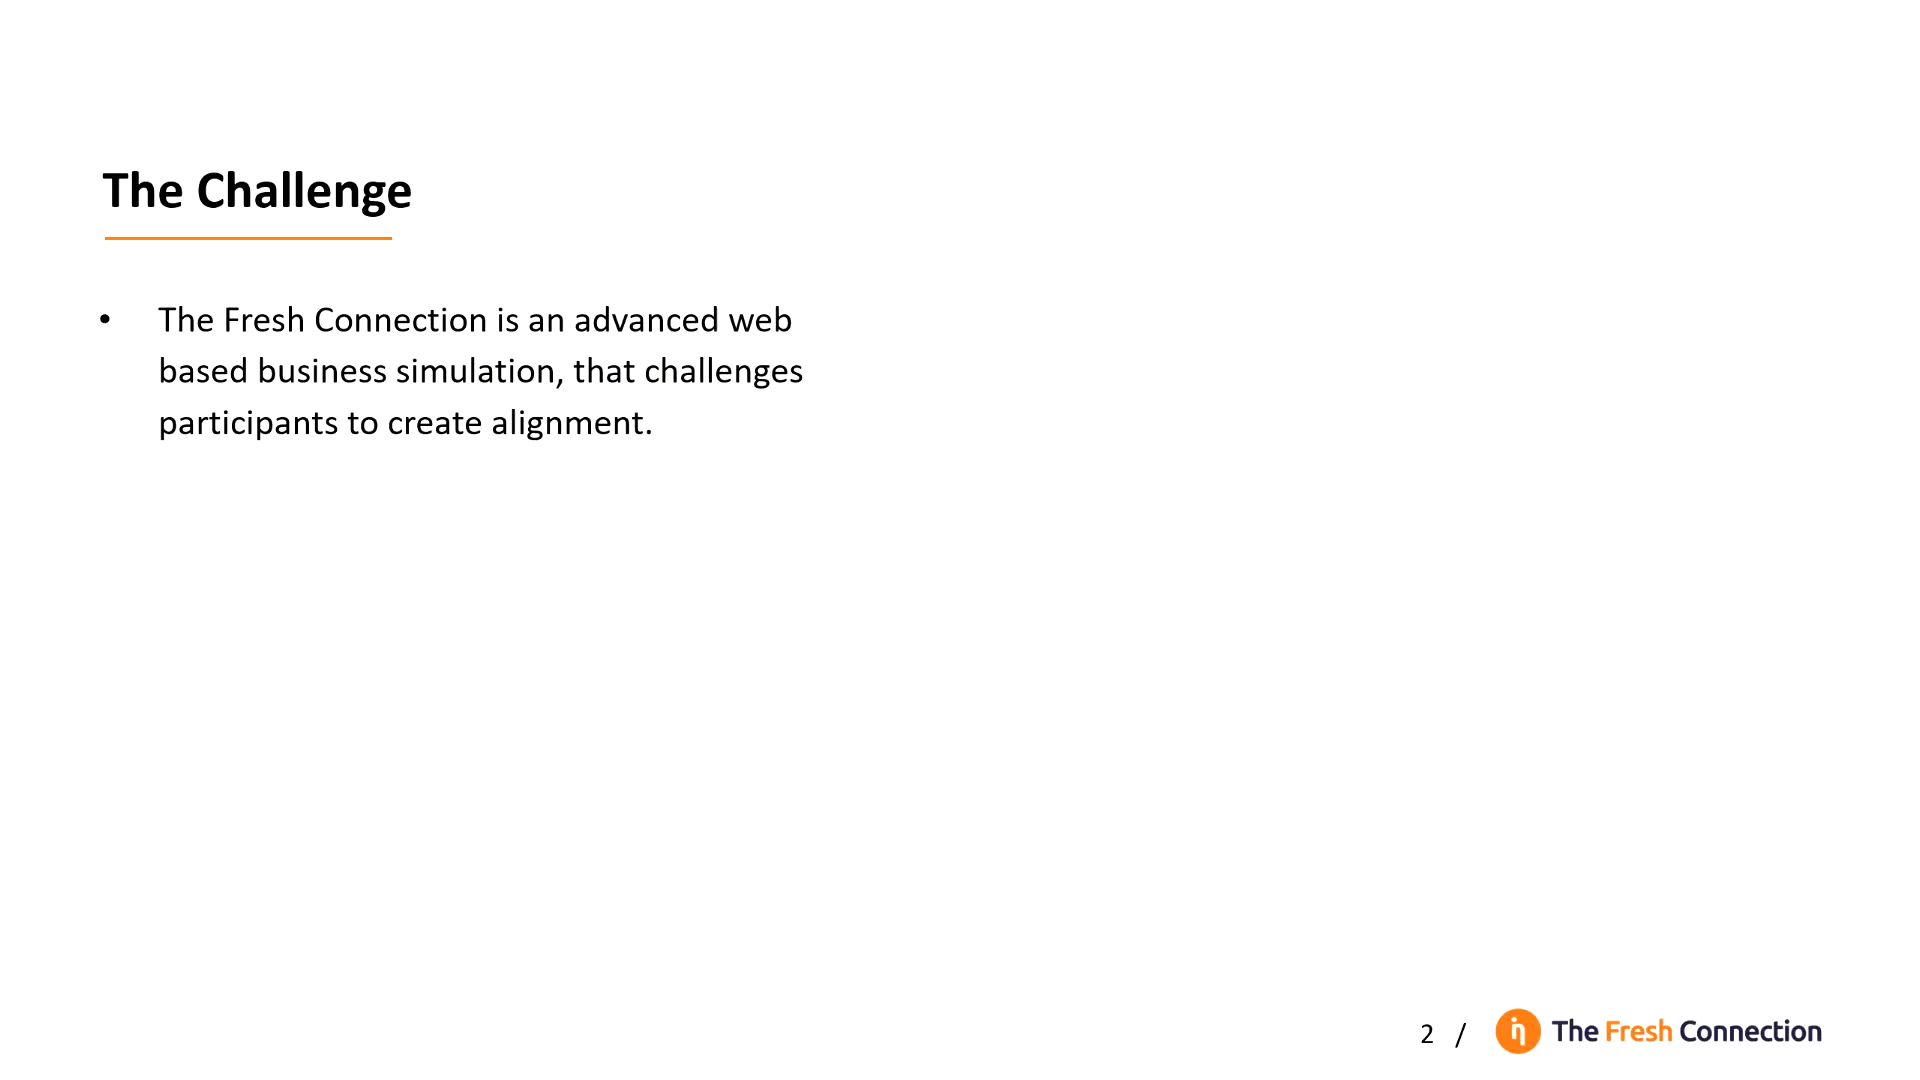 The Challenge
• The Fresh Connection is an advanced web
based business simulation, that challenges
participants to create alignment.
2 / The Fresh Connection